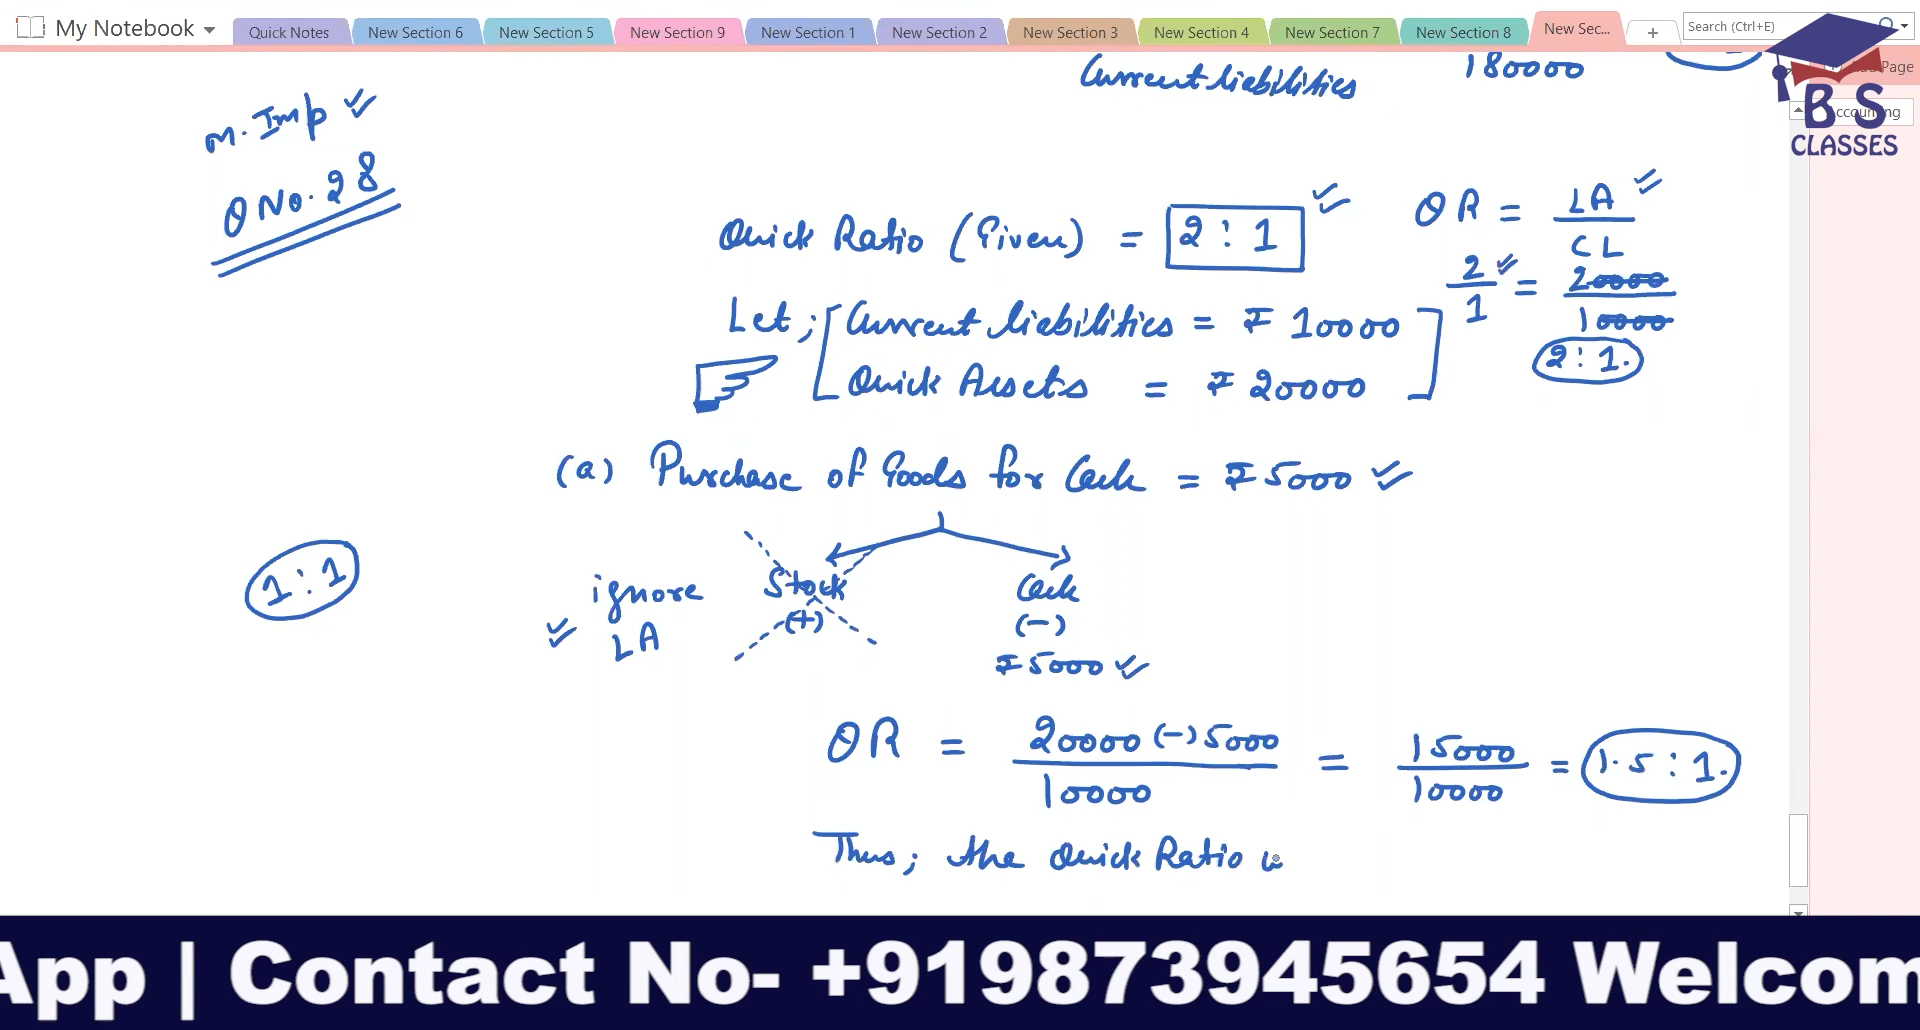 My Notebook
Quick Notes
New Section 6
New Section 5
New Section 9
New Section 1
New Section 2
New Section 3
New Section 4
New Section 7
New Section 8
New Sec...
+
Search (Ctrl+E)
Page
BS
CLASSES
Current liabilities 180000
M. Imp
Q No. 28
Quick Ratio (Given) = 2 : 1
QR = LA
CL
2/1 = 20000
10000
2 : 1.
Let ; Current liabilities = ₹ 10000
Quick Assets = ₹ 20000
(a) Purchase of Goods for Cash = ₹ 5000
1 : 1
ignore
LA
Stock
(+)
Cash
(-)
₹ 5000
QR = 20000 (-) 5000 = 15000 = 1.5 : 1.
10000 10000
Thus; the Quick Ratio
App | Contact No- +919873945654 Welcom